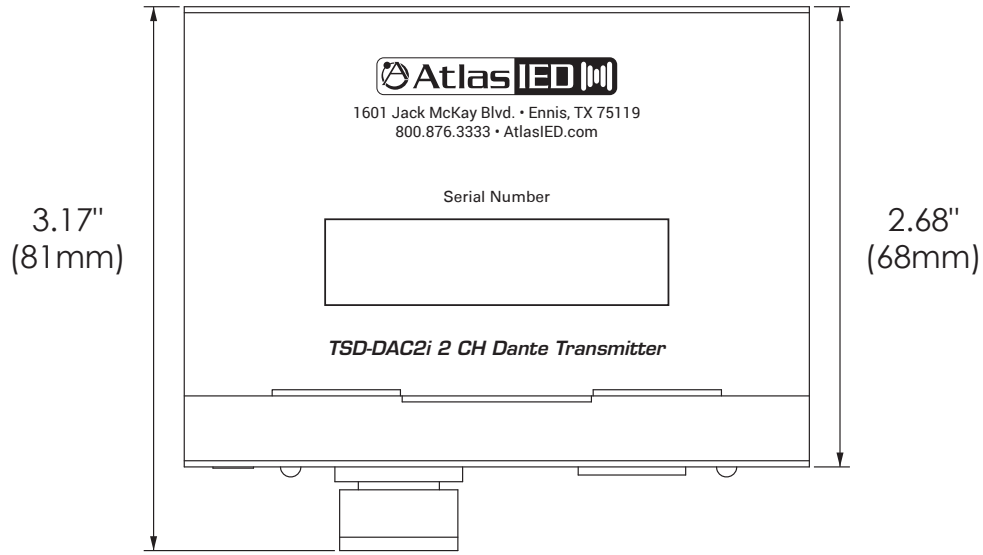 AtlasIED
1601 Jack McKay Blvd. • Ennis, TX 75119
800.876.3333 • AtlasIED.com
3.17"
(81mm)
Serial Number
2.68"
(68mm)
TSD-DAC2i 2 CH Dante Transmitter